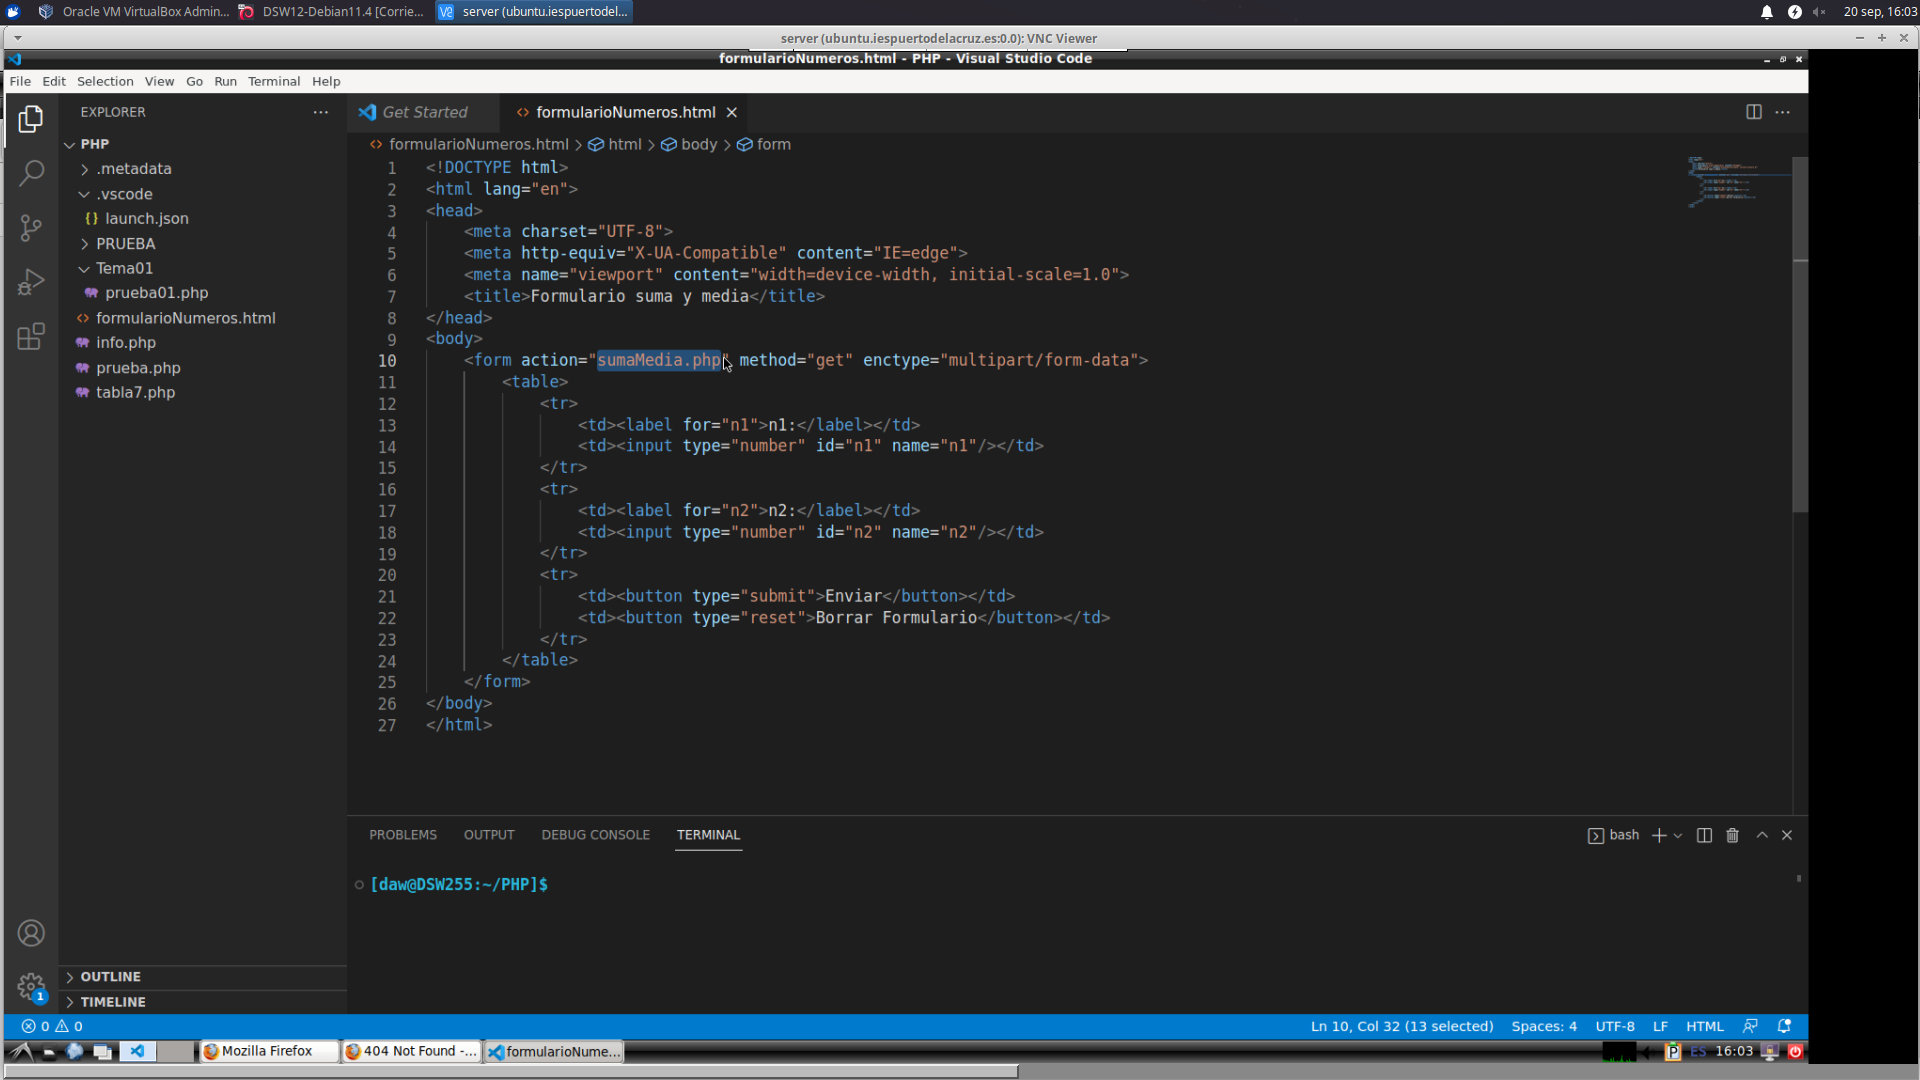 Oracle VM VirtualBox Admin...
DSW12-Debian11.4 [Corrie...
server (ubuntu.iespuertodel...
20 sep, 16:03
server (ubuntu.iespuertodelacruz.es:0.0): VNC Viewer
formularioNumeros.html - PHP - Visual Studio Code
File Edit Selection View Go Run Terminal Help
EXPLORER
PHP
.metadata
.vscode
launch.json
PRUEBA
Tema01
prueba01.php
formularioNumeros.html
info.php
prueba.php
tabla7.php
OUTLINE
TIMELINE
1
Get Started
formularioNumeros.html
formularioNumeros.html > html > body > form
1 <!DOCTYPE html>
2 <html lang="en">
3 <head>
4 <meta charset="UTF-8">
5 <meta http-equiv="X-UA-Compatible" content="IE=edge">
6 <meta name="viewport" content="width=device-width, initial-scale=1.0">
7 <title>Formulario suma y media</title>
8 </head>
9 <body>
10 <form action="sumaMedia.php" method="get" enctype="multipart/form-data">
11 <table>
12 <tr>
13 <td><label for="n1">n1:</label></td>
14 <td><input type="number" id="n1" name="n1"/></td>
15 </tr>
16 <tr>
17 <td><label for="n2">n2:</label></td>
18 <td><input type="number" id="n2" name="n2"/></td>
19 </tr>
20 <tr>
21 <td><button type="submit">Enviar</button></td>
22 <td><button type="reset">Borrar Formulario</button></td>
23 </tr>
24 </table>
25 </form>
26 </body>
27 </html>
PROBLEMS OUTPUT DEBUG CONSOLE TERMINAL
bash
[daw@DSW255:~/PHP]$
0 0
Ln 10, Col 32 (13 selected) Spaces: 4 UTF-8 LF HTML
Mozilla Firefox
404 Not Found -...
formularioNume...
P ES 16:03